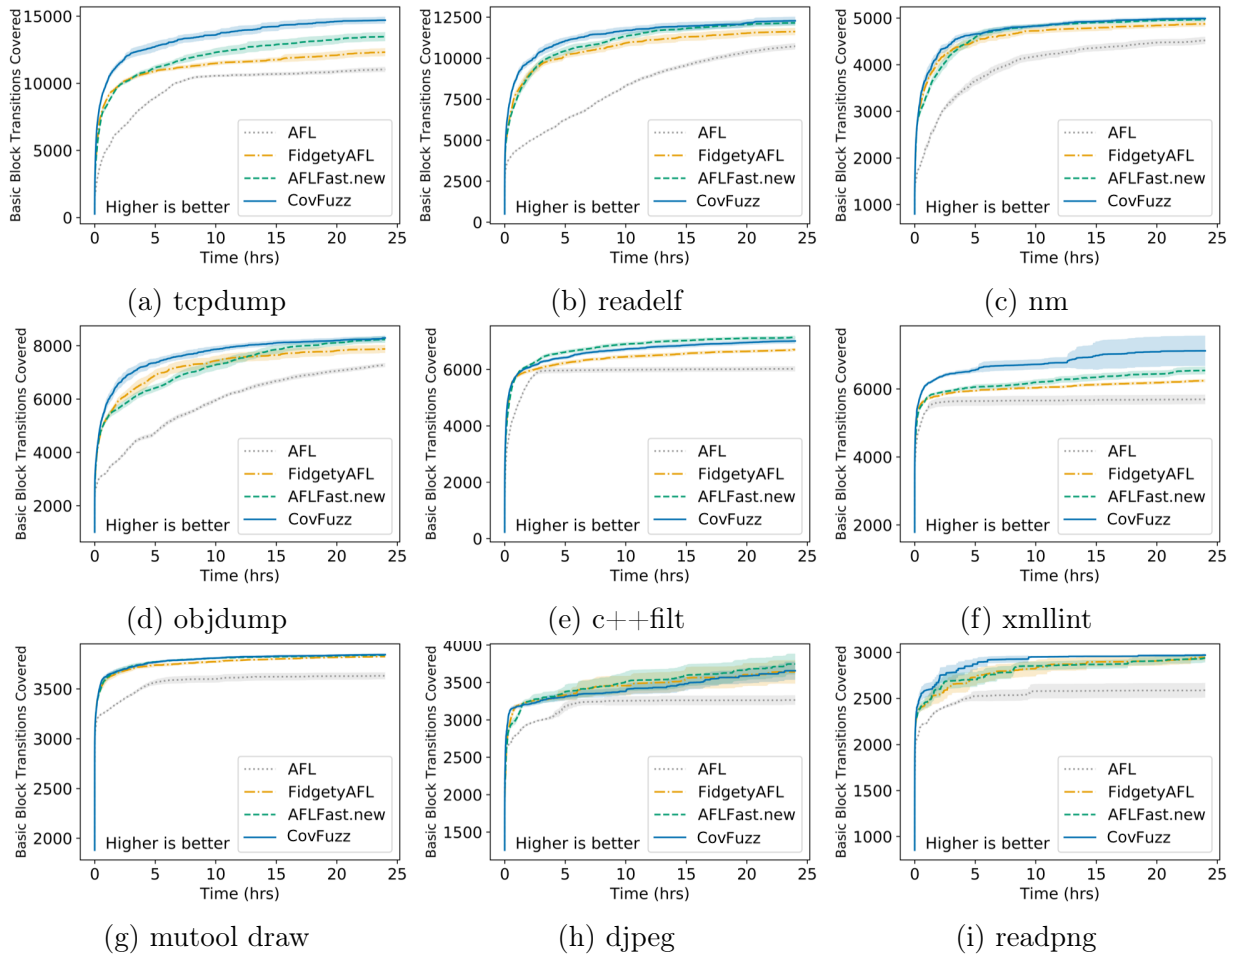 Basic Block Transitions Covered
15000
10000
5000
0
AFL
FidgetyAFL
AFLFast.new
CovFuzz
Higher is better
0 5 10 15 20 25
Time (hrs)
(a) tcpdump
Basic Block Transitions Covered
12500
10000
7500
5000
2500
0
AFL
FidgetyAFL
AFLFast.new
CovFuzz
Higher is better
0 5 10 15 20 25
Time (hrs)
(b) readelf
Basic Block Transitions Covered
5000
4000
3000
2000
1000
AFL
FidgetyAFL
AFLFast.new
CovFuzz
Higher is better
0 5 10 15 20 25
Time (hrs)
(c) nm
Basic Block Transitions Covered
8000
6000
4000
2000
AFL
FidgetyAFL
AFLFast.new
CovFuzz
Higher is better
0 5 10 15 20 25
Time (hrs)
(d) objdump
Basic Block Transitions Covered
6000
4000
2000
0
AFL
FidgetyAFL
AFLFast.new
CovFuzz
Higher is better
0 5 10 15 20 25
Time (hrs)
(e) c++filt
Basic Block Transitions Covered
6000
4000
2000
AFL
FidgetyAFL
AFLFast.new
CovFuzz
Higher is better
0 5 10 15 20 25
Time (hrs)
(f) xmllint
Basic Block Transitions Covered
3500
3000
2500
2000
AFL
FidgetyAFL
AFLFast.new
CovFuzz
Higher is better
0 5 10 15 20 25
Time (hrs)
(g) mutool draw
Basic Block Transitions Covered
4000
3500
3000
2500
2000
1500
AFL
FidgetyAFL
AFLFast.new
CovFuzz
Higher is better
0 5 10 15 20 25
Time (hrs)
(h) djpeg
Basic Block Transitions Covered
3000
2500
2000
1500
1000
AFL
FidgetyAFL
AFLFast.new
CovFuzz
Higher is better
0 5 10 15 20 25
Time (hrs)
(i) readpng